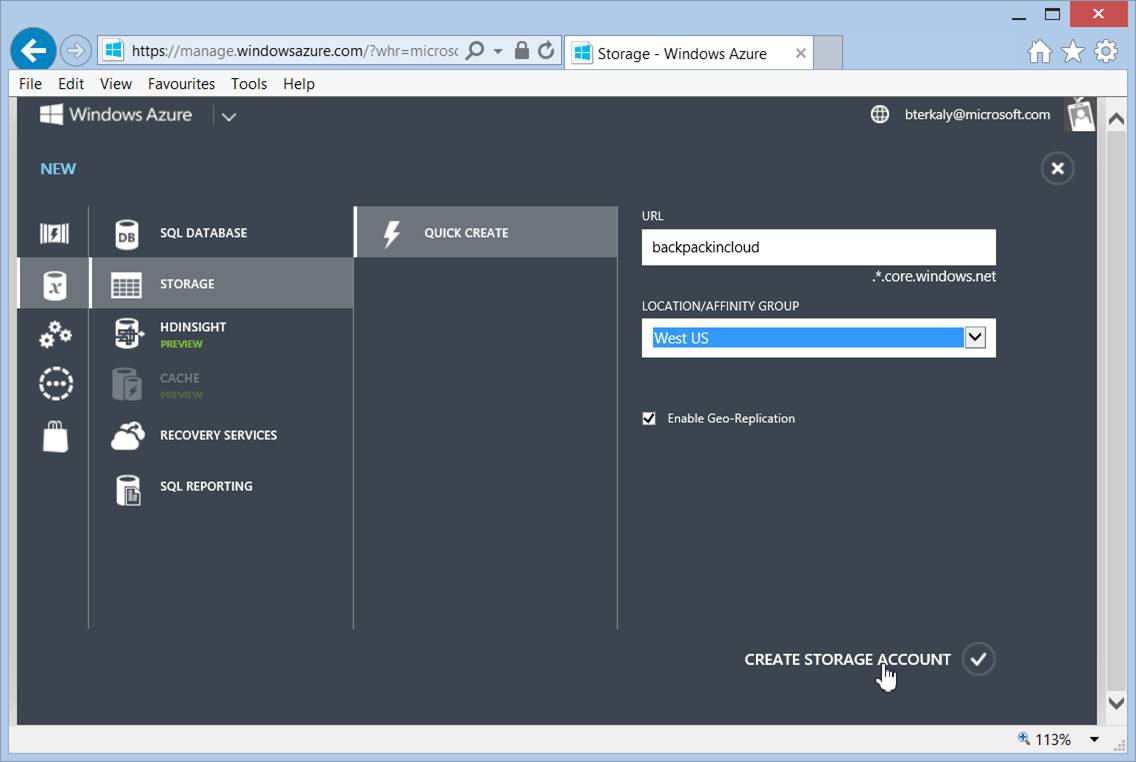 https://manage.windowsazure.com/?whr=microsc
Storage - Windows Azure
File Edit View Favourites Tools Help
Windows Azure
bterkaly@microsoft.com
NEW
SQL DATABASE
STORAGE
HDINSIGHT
PREVIEW
CACHE
PREVIEW
RECOVERY SERVICES
SQL REPORTING
QUICK CREATE
URL
backpackincloud
.*.core.windows.net
LOCATION/AFFINITY GROUP
West US
Enable Geo-Replication
CREATE STORAGE ACCOUNT
113%
DB
x